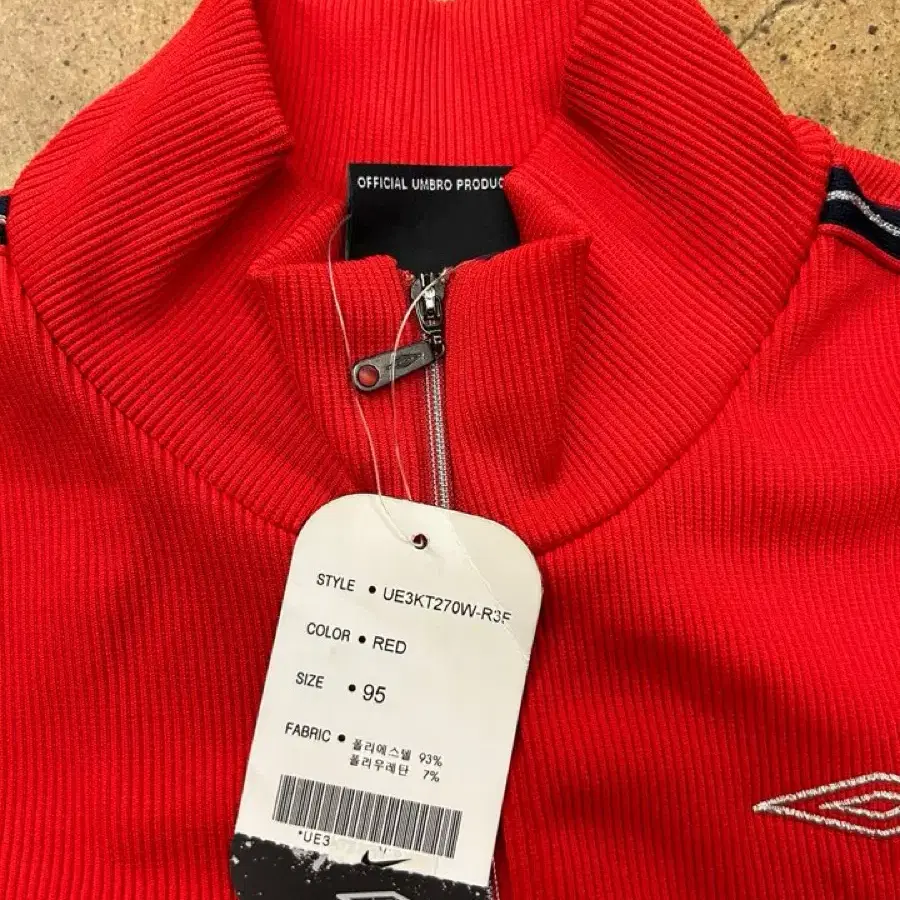 OFFICIAL UMBRO PRODUC
STYLE • UE3KT270W-R3F
COLOR • RED
SIZE • 95
FABRIC • 폴리에스텔 93%
폴리우레탄 7%
*UE3